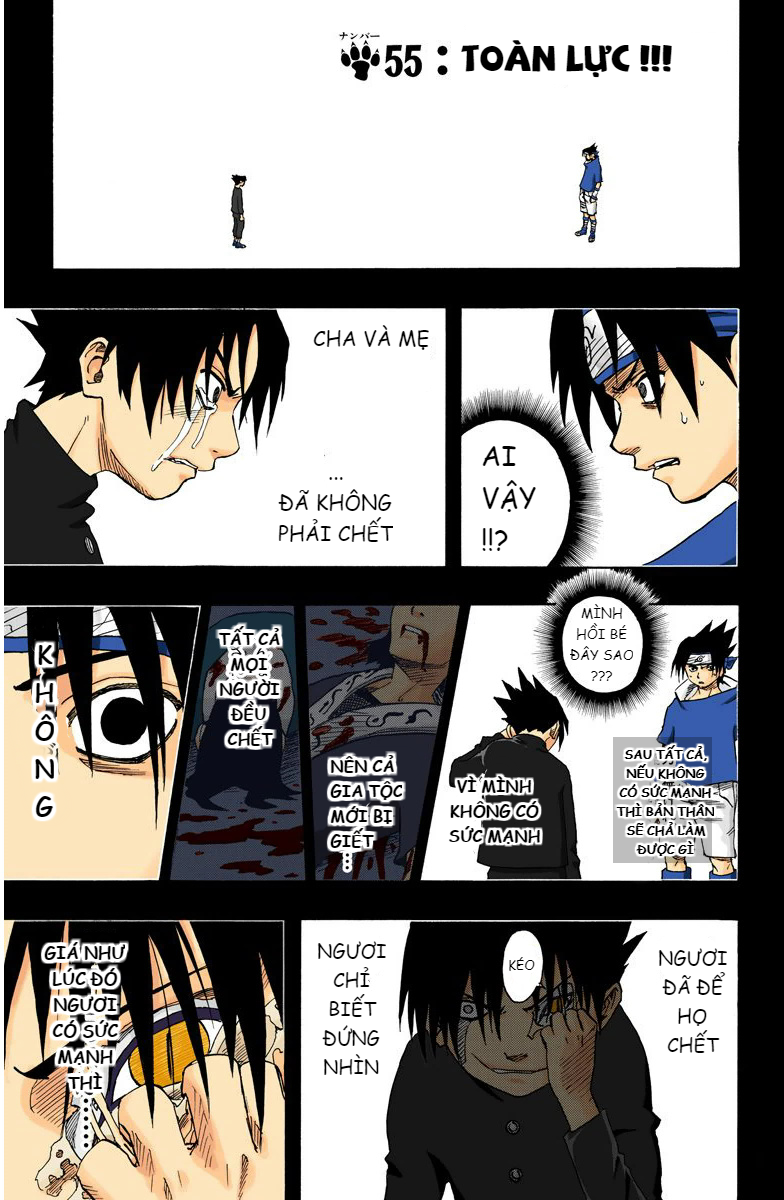 ナンバー
55 : TOÀN LỰC !!!
CHA VÀ MẸ
...
ĐÃ KHÔNG
PHẢI CHẾT
AI
VẬY
!!?
KHÔNG
TẤT CẢ
MỌI
NGƯỜI
ĐỀU
CHẾT
NÊN CẢ
GIA TỘC
MỚI BỊ
GIẾT
...
MÌNH
HỒI BÉ
ĐÂY SAO
???
VÌ MÌNH
KHÔNG CÓ
SỨC MẠNH
SAU TẤT CẢ,
NẾU KHÔNG
CÓ SỨC MẠNH
THÌ BẢN THÂN
SẼ CHẢ LÀM
ĐƯỢC GÌ
GIÁ NHƯ
LÚC ĐÓ
NGƯƠI
CÓ SỨC
MẠNH
THÌ
........
NGƯƠI
CHỈ
BIẾT
ĐỨNG
NHÌN
KÉO
NGƯƠI
ĐÃ ĐỂ
HỌ
CHẾT